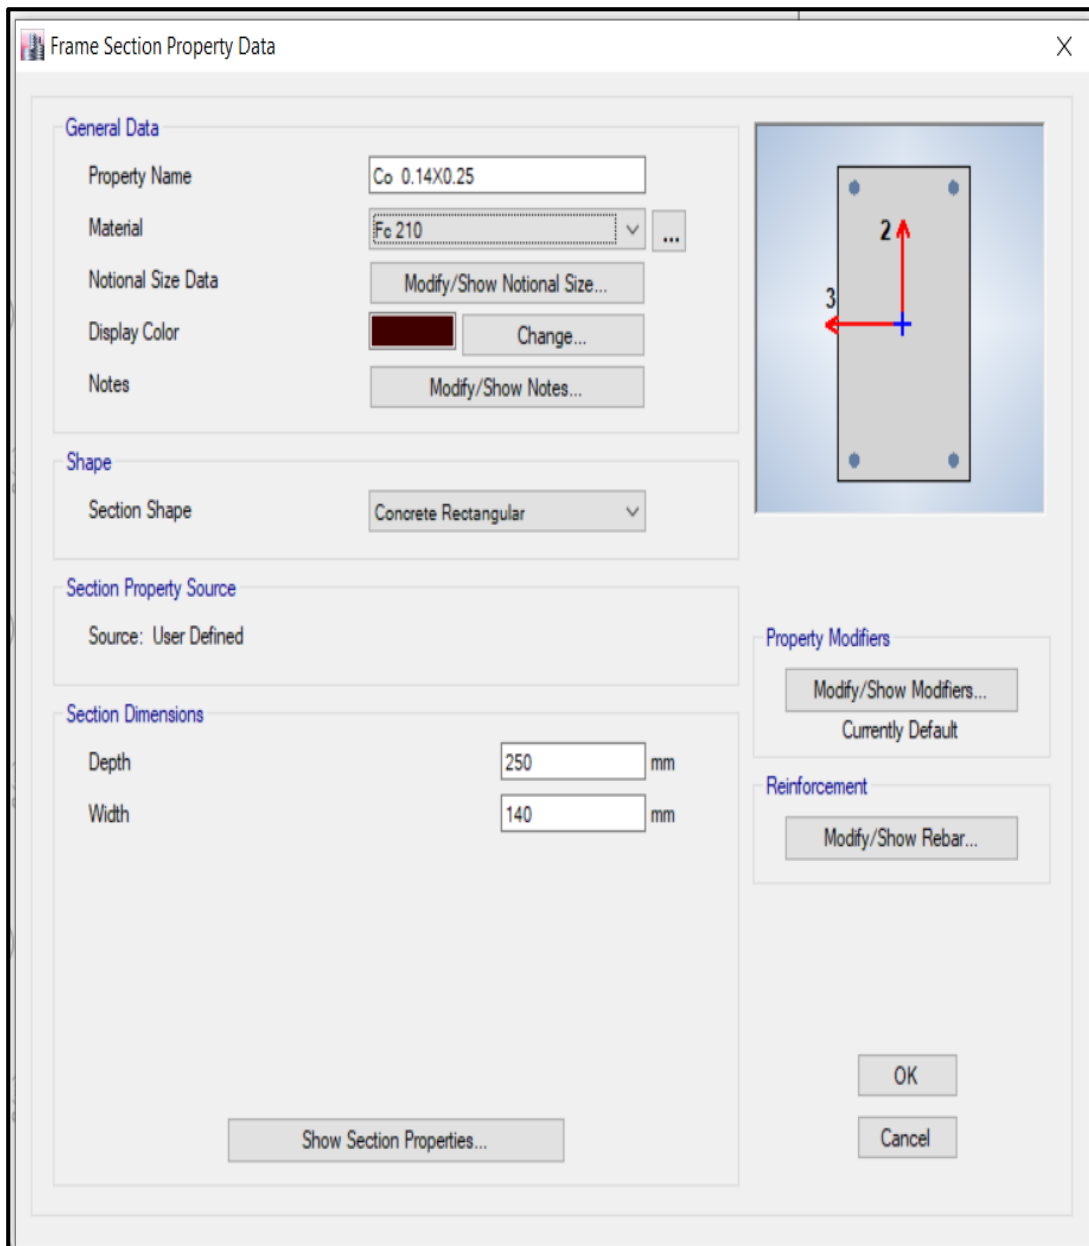 Frame Section Property Data
General Data
Property Name
Co 0.14X0.25
Material
Fc 210
...
Notional Size Data
Modify/Show Notional Size...
Display Color
Change...
Notes
Modify/Show Notes...
2
3
Shape
Section Shape
Concrete Rectangular
Section Property Source
Source: User Defined
Property Modifiers
Modify/Show Modifiers...
Currently Default
Section Dimensions
Depth
250 mm
Width
140 mm
Reinforcement
Modify/Show Rebar...
Show Section Properties...
OK
Cancel